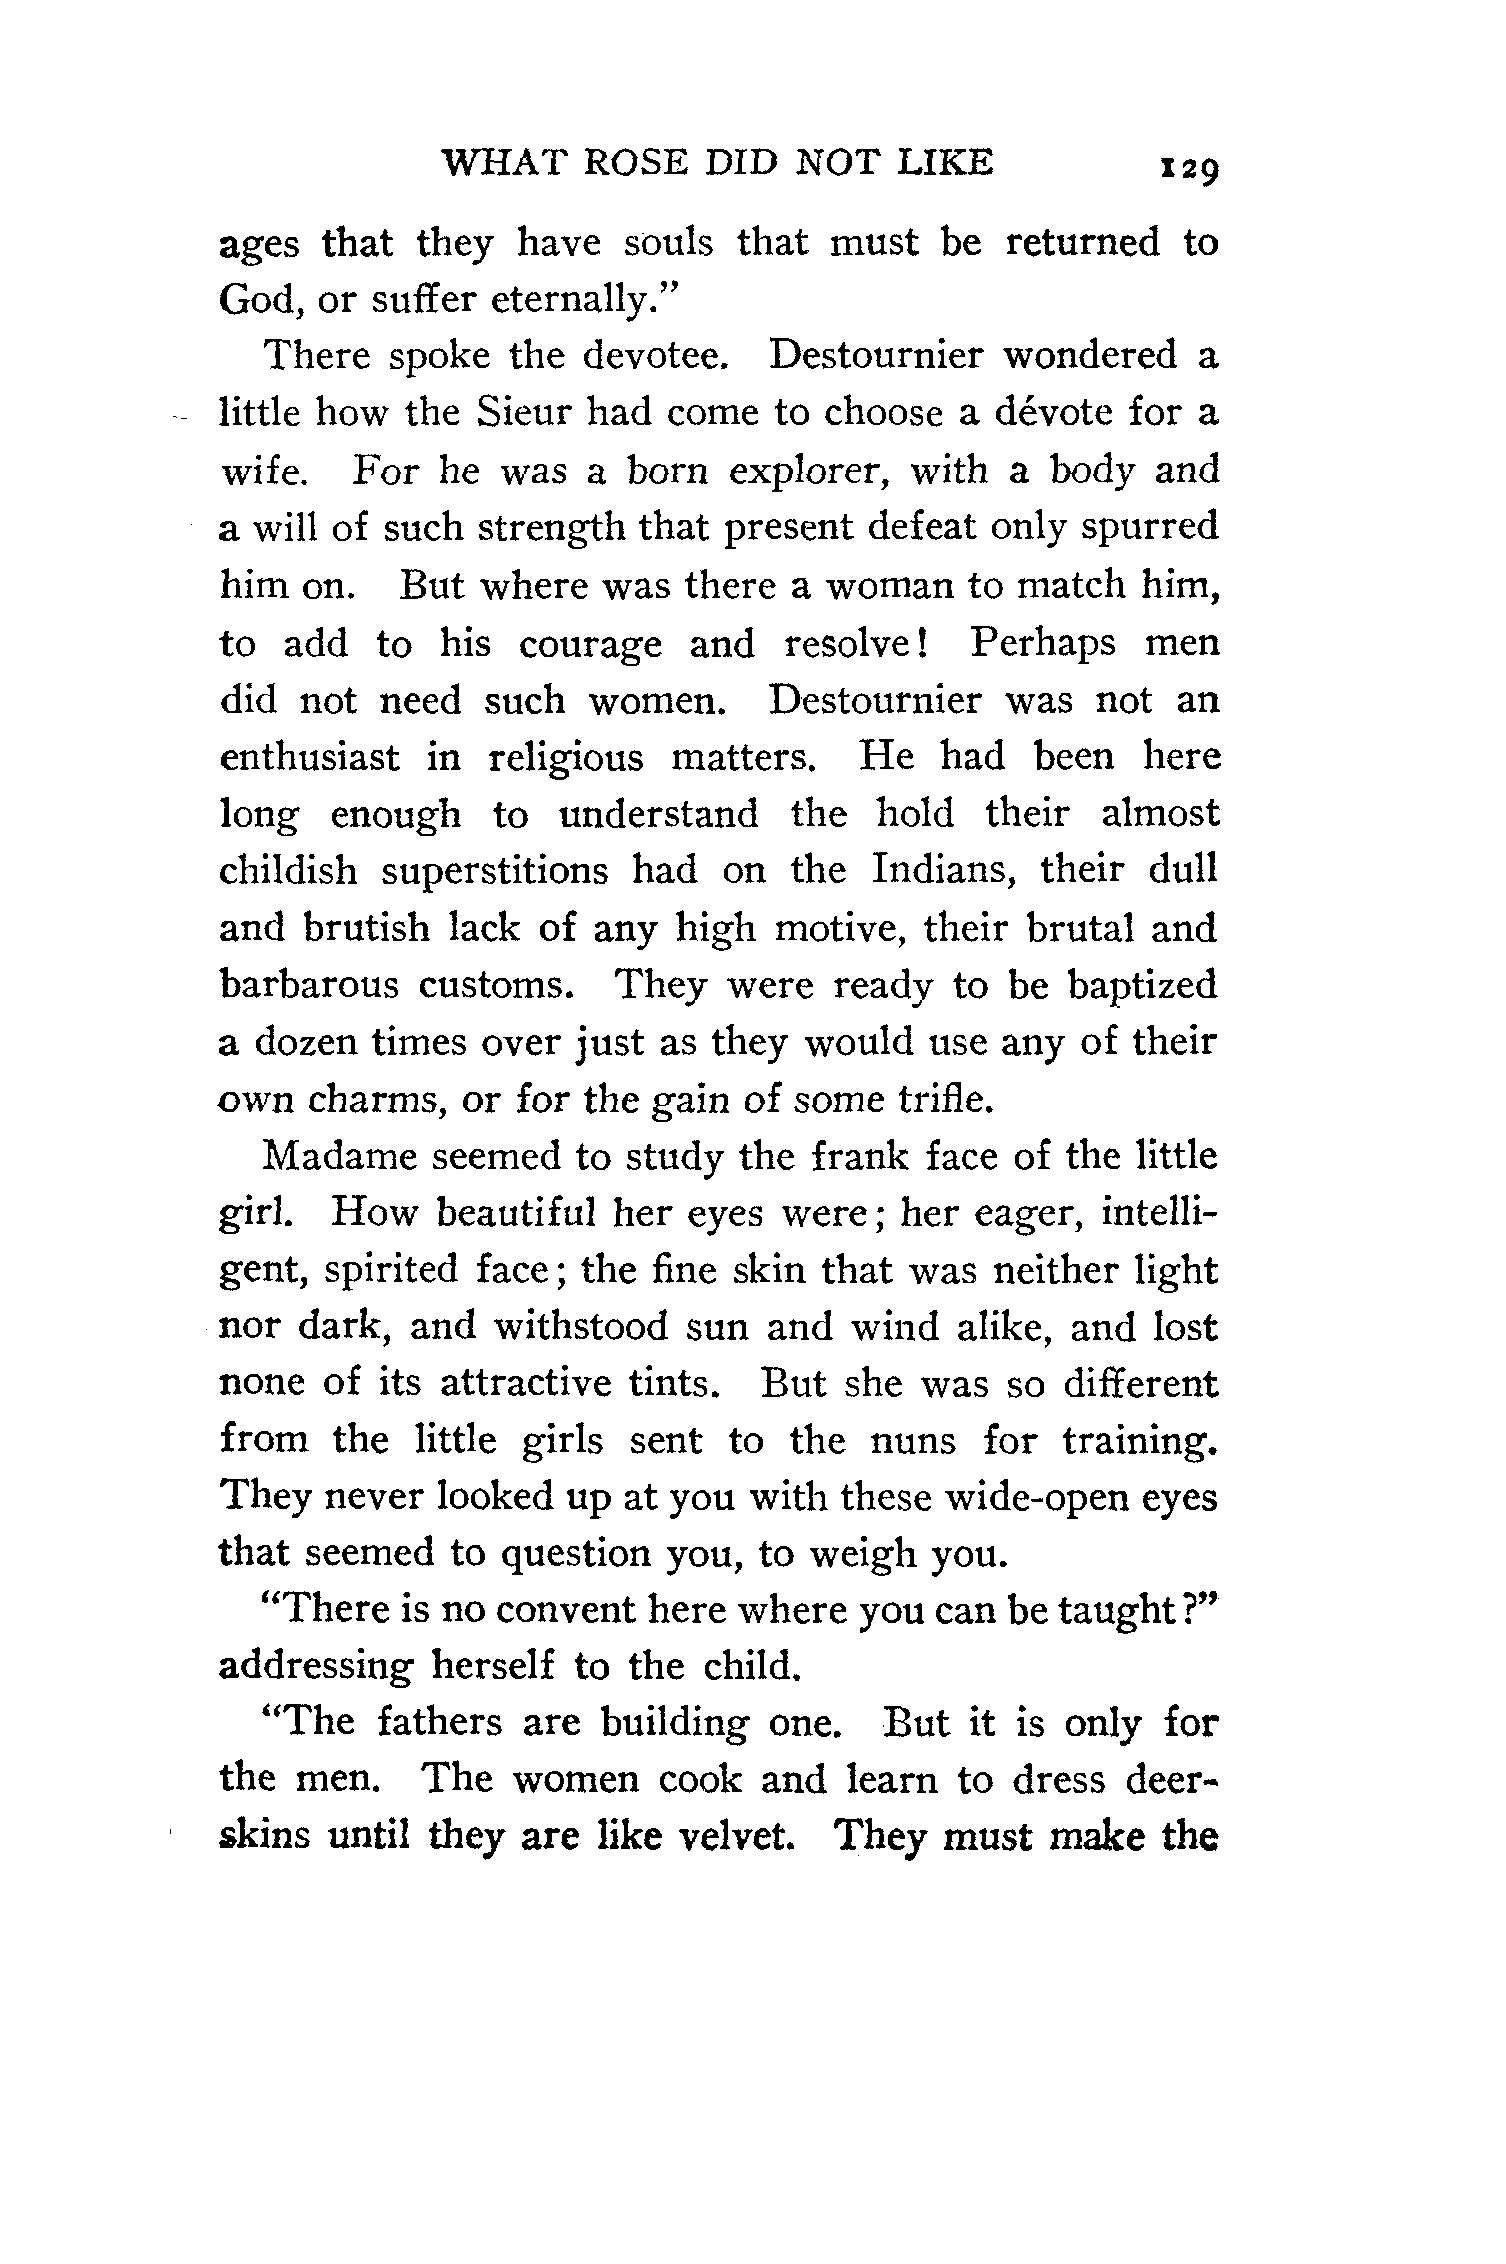 WHAT ROSE DID NOT LIKE 129
ages that they have souls that must be returned to
God, or suffer eternally."
There spoke the devotee. Destournier wondered a
little how the Sieur had come to choose a dévote for a
wife. For he was a born explorer, with a body and
a will of such strength that present defeat only spurred
him on. But where was there a woman to match him,
to add to his courage and resolve! Perhaps men
did not need such women. Destournier was not an
enthusiast in religious matters. He had been here
long enough to understand the hold their almost
childish superstitions had on the Indians, their dull
and brutish lack of any high motive, their brutal and
barbarous customs. They were ready to be baptized
a dozen times over just as they would use any of their
own charms, or for the gain of some trifle.
Madame seemed to study the frank face of the little
girl. How beautiful her eyes were; her eager, intelli-
gent, spirited face; the fine skin that was neither light
nor dark, and withstood sun and wind alike, and lost
none of its attractive tints. But she was so different
from the little girls sent to the nuns for training.
They never looked up at you with these wide-open eyes
that seemed to question you, to weigh you.
"There is no convent here where you can be taught?"
addressing herself to the child.
"The fathers are building one. But it is only for
the men. The women cook and learn to dress deer-
skins until they are like velvet. They must make the